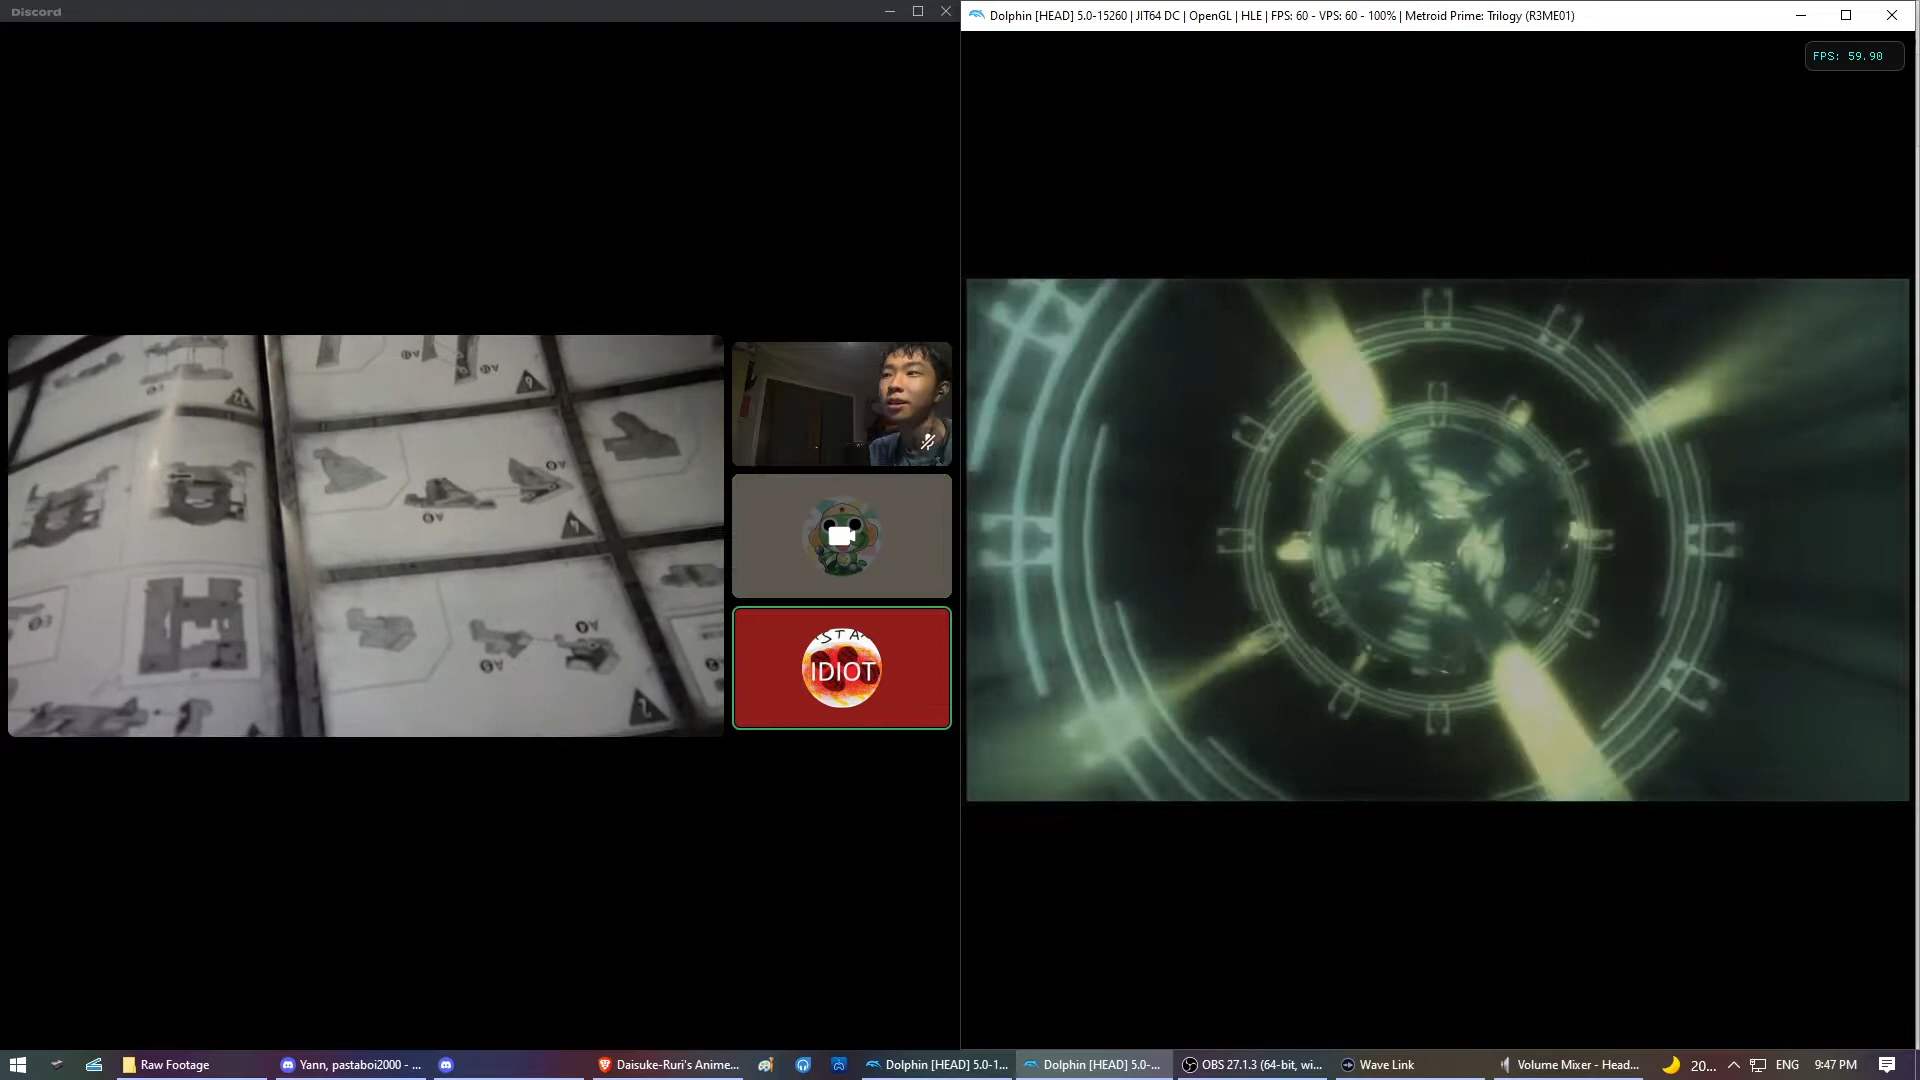 Discord
Dolphin [HEAD] 5.0-15260 | JIT64 DC | OpenGL | HLE | FPS: 60 - VPS: 60 - 100% | Metroid Prime: Trilogy (R3ME01)
FPS: 59.90
STA
IDIOT
Raw Footage
Yann, pastaboi2000 - ...
Daisuke-Ruri's Anime...
Dolphin [HEAD] 5.0-1...
Dolphin [HEAD] 5.0-...
OBS 27.1.3 (64-bit, wi...
Wave Link
Volume Mixer - Head...
20...
ENG
9:47 PM